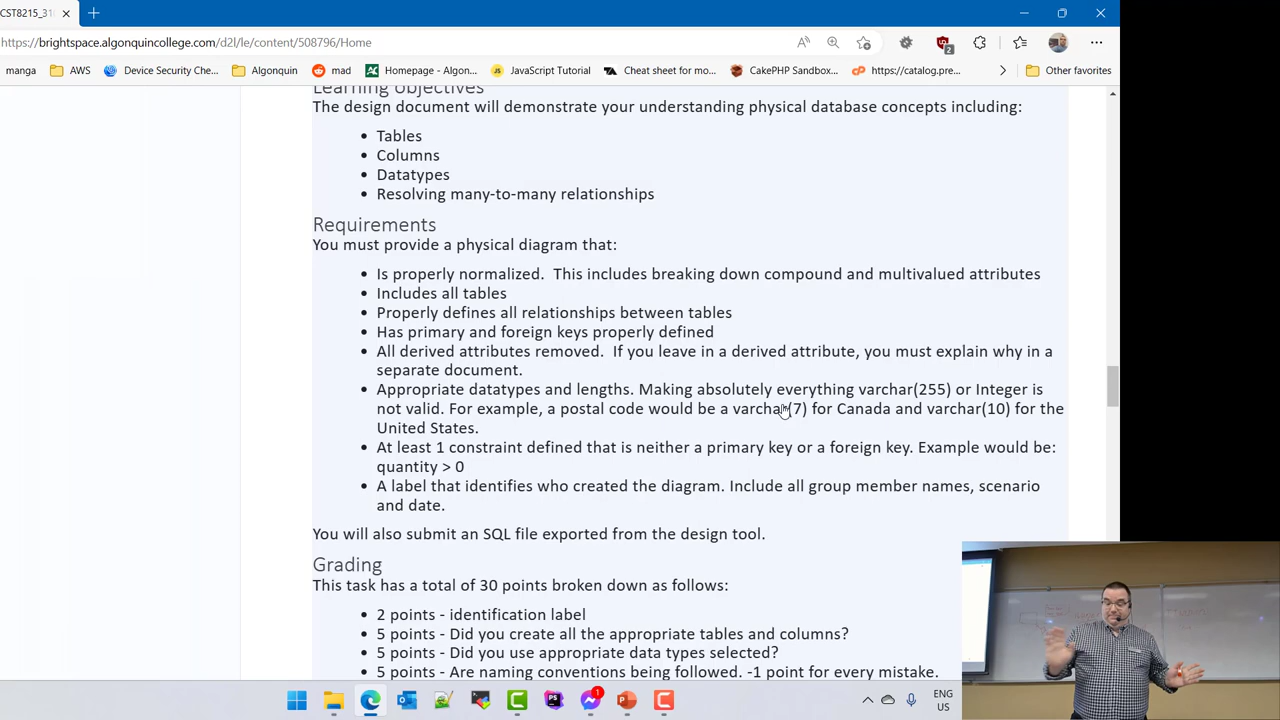 CST8215_31
https://brightspace.algonquincollege.com/d2l/le/content/508796/Home
2
manga
AWS
Device Security Che...
Algonquin
mad
Homepage - Algon...
JavaScript Tutorial
Cheat sheet for mo...
CakePHP Sandbox...
https://catalog.pre...
Other favorites
Learning objectives
The design document will demonstrate your understanding physical database concepts including:
• Tables
• Columns
• Datatypes
• Resolving many-to-many relationships
Requirements
You must provide a physical diagram that:
• Is properly normalized. This includes breaking down compound and multivalued attributes
• Includes all tables
• Properly defines all relationships between tables
• Has primary and foreign keys properly defined
• All derived attributes removed. If you leave in a derived attribute, you must explain why in a
separate document.
• Appropriate datatypes and lengths. Making absolutely everything varchar(255) or Integer is
not valid. For example, a postal code would be a varchar(7) for Canada and varchar(10) for the
United States.
• At least 1 constraint defined that is neither a primary key or a foreign key. Example would be:
quantity > 0
• A label that identifies who created the diagram. Include all group member names, scenario
and date.
You will also submit an SQL file exported from the design tool.
Grading
This task has a total of 30 points broken down as follows:
• 2 points - identification label
• 5 points - Did you create all the appropriate tables and columns?
• 5 points - Did you use appropriate data types selected?
• 5 points - Are naming conventions being followed. -1 point for every mistake.
1
ENG
US